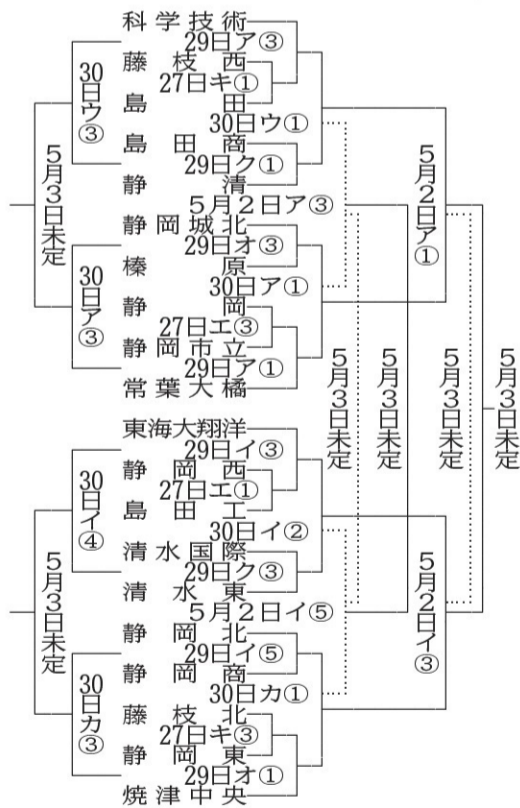 科学技術
29日ア③
藤枝西
27日キ①
島田
30日ウ①
島田商
29日ク①
静清
5月2日ア③
静岡城北
29日オ③
榛原
30日ア①
静岡
27日エ③
静岡市立
29日ア①
常葉大橘
30日ウ③
5月3日未定
30日ア③
5月2日ア①
5月3日未定
5月3日未定
5月3日未定
東海大翔洋
29日イ③
静岡西
27日エ①
島田工
30日イ②
清水国際
29日ク③
清水東
5月2日イ⑤
静岡北
29日イ⑤
静岡商
30日カ①
藤枝北
27日キ③
静岡東
29日オ①
焼津中央
30日イ④
5月3日未定
30日カ③
5月2日イ③